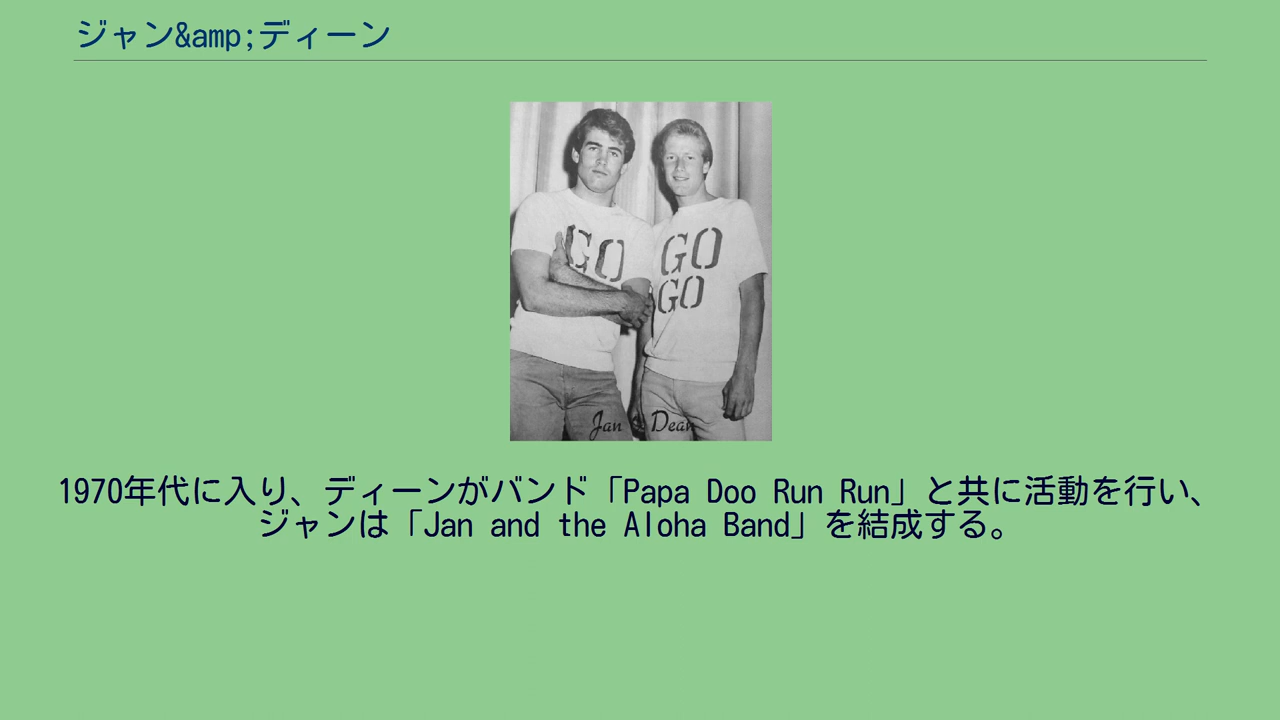 ジャン&amp;ディーン
GO
GO
GO
Jan & Dean
1970年代に入り、ディーンがバンド「Papa Doo Run Run」と共に活動を行い、
ジャンは「Jan and the Aloha Band」を結成する。